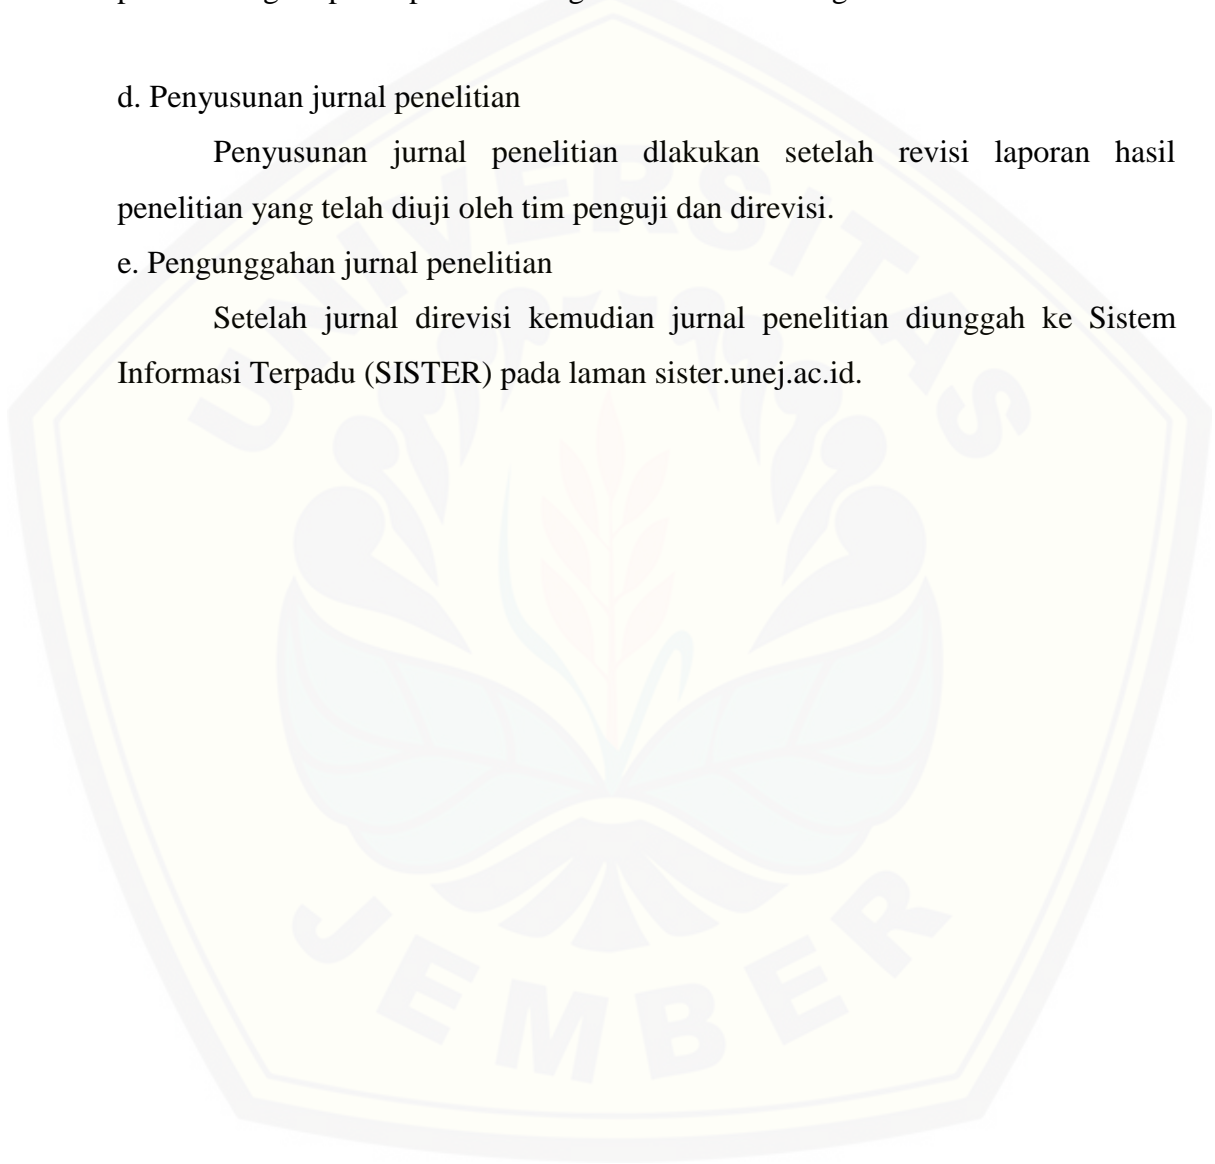 d. Penyusunan jurnal penelitian
Penyusunan jurnal penelitian dlakukan setelah revisi laporan hasil
penelitian yang telah diuji oleh tim penguji dan direvisi.
e. Pengunggahan jurnal penelitian
Setelah jurnal direvisi kemudian jurnal penelitian diunggah ke Sistem
Informasi Terpadu (SISTER) pada laman sister.unej.ac.id.
UNIVERSITAS
JEMBER